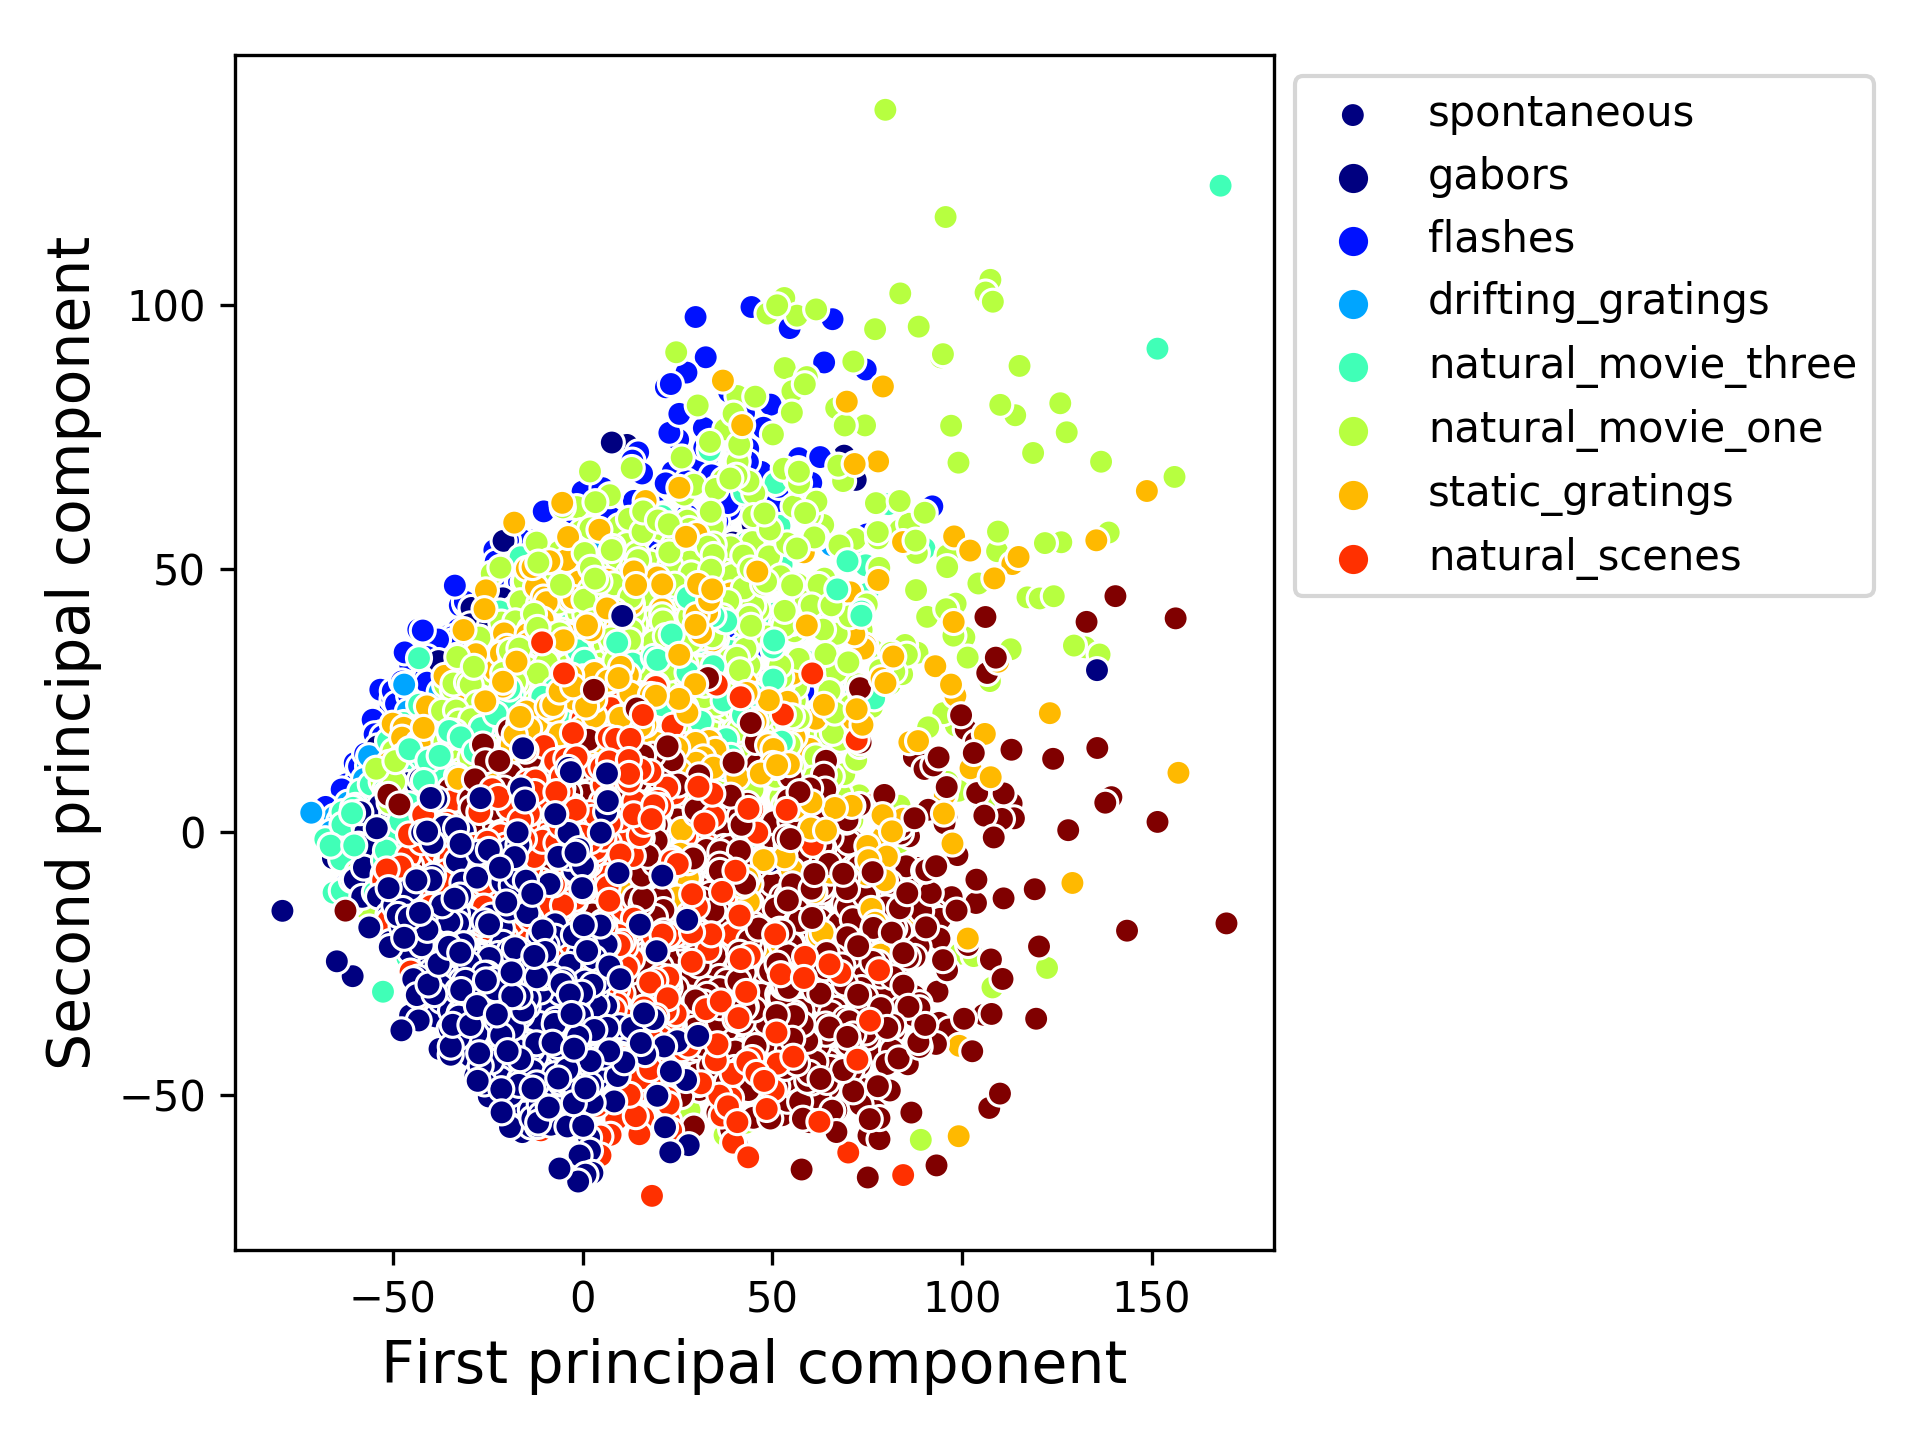 100
50
0
−50
−50
0
50
100
150
First principal component
Second principal component
spontaneous
gabors
flashes
drifting_gratings
natural_movie_three
natural_movie_one
static_gratings
natural_scenes